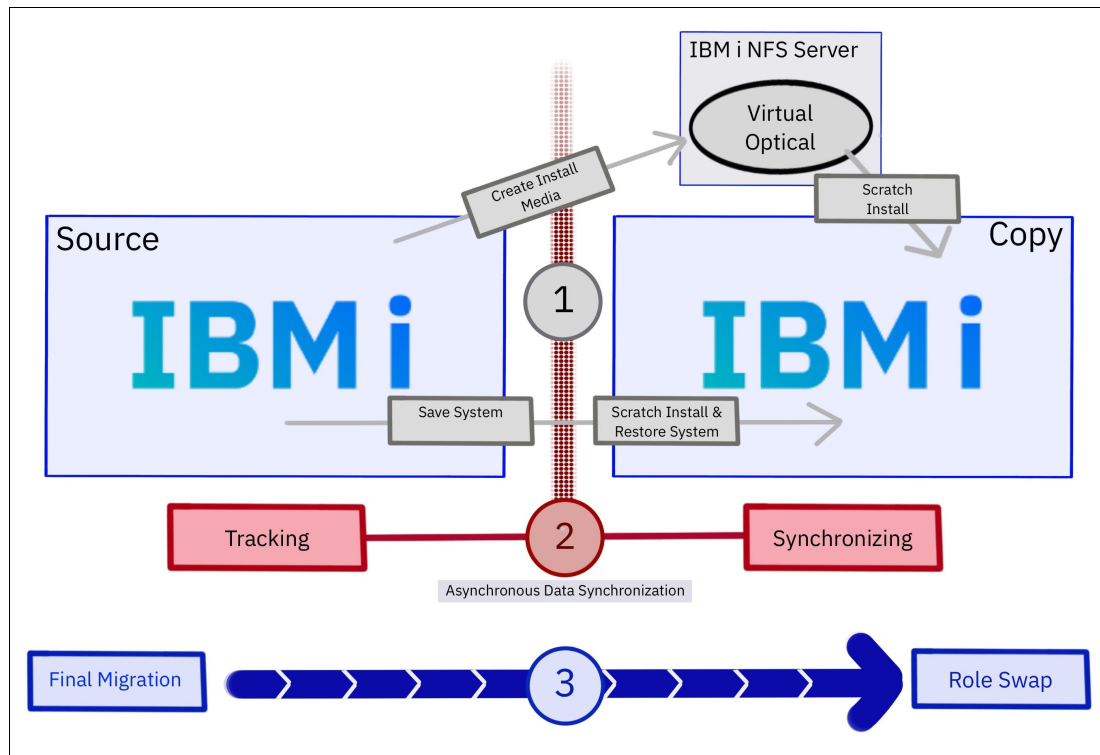 IBM i NFS Server
Virtual
Optical
Create Install
Media
Scratch
Install
Source
Copy
IBM i
1
IBM i
Save System
Scratch Install &
Restore System
Tracking
2
Synchronizing
Asynchronous Data Synchronization
Final Migration
3
Role Swap